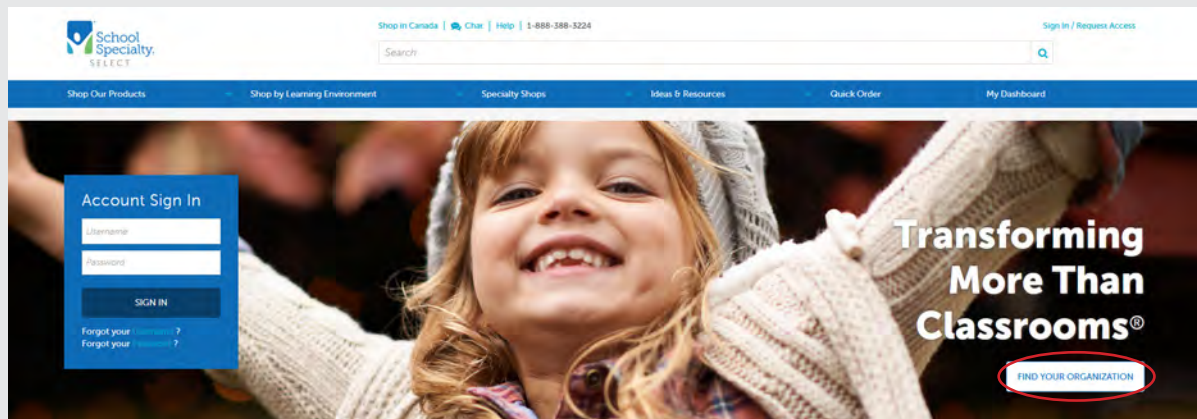 Shop in Canada | Chat | Help | 1-888-388-3224
Sign In / Request Access
School
Specialty.
SELECT
Search
Shop Our Products Shop by Learning Environment Specialty Shops Ideas & Resources Quick Order My Dashboard
Account Sign In
Username
Password
SIGN IN
Forgot your Username ?
Forgot your Password ?
Transforming
More Than
Classrooms®
FIND YOUR ORGANIZATION